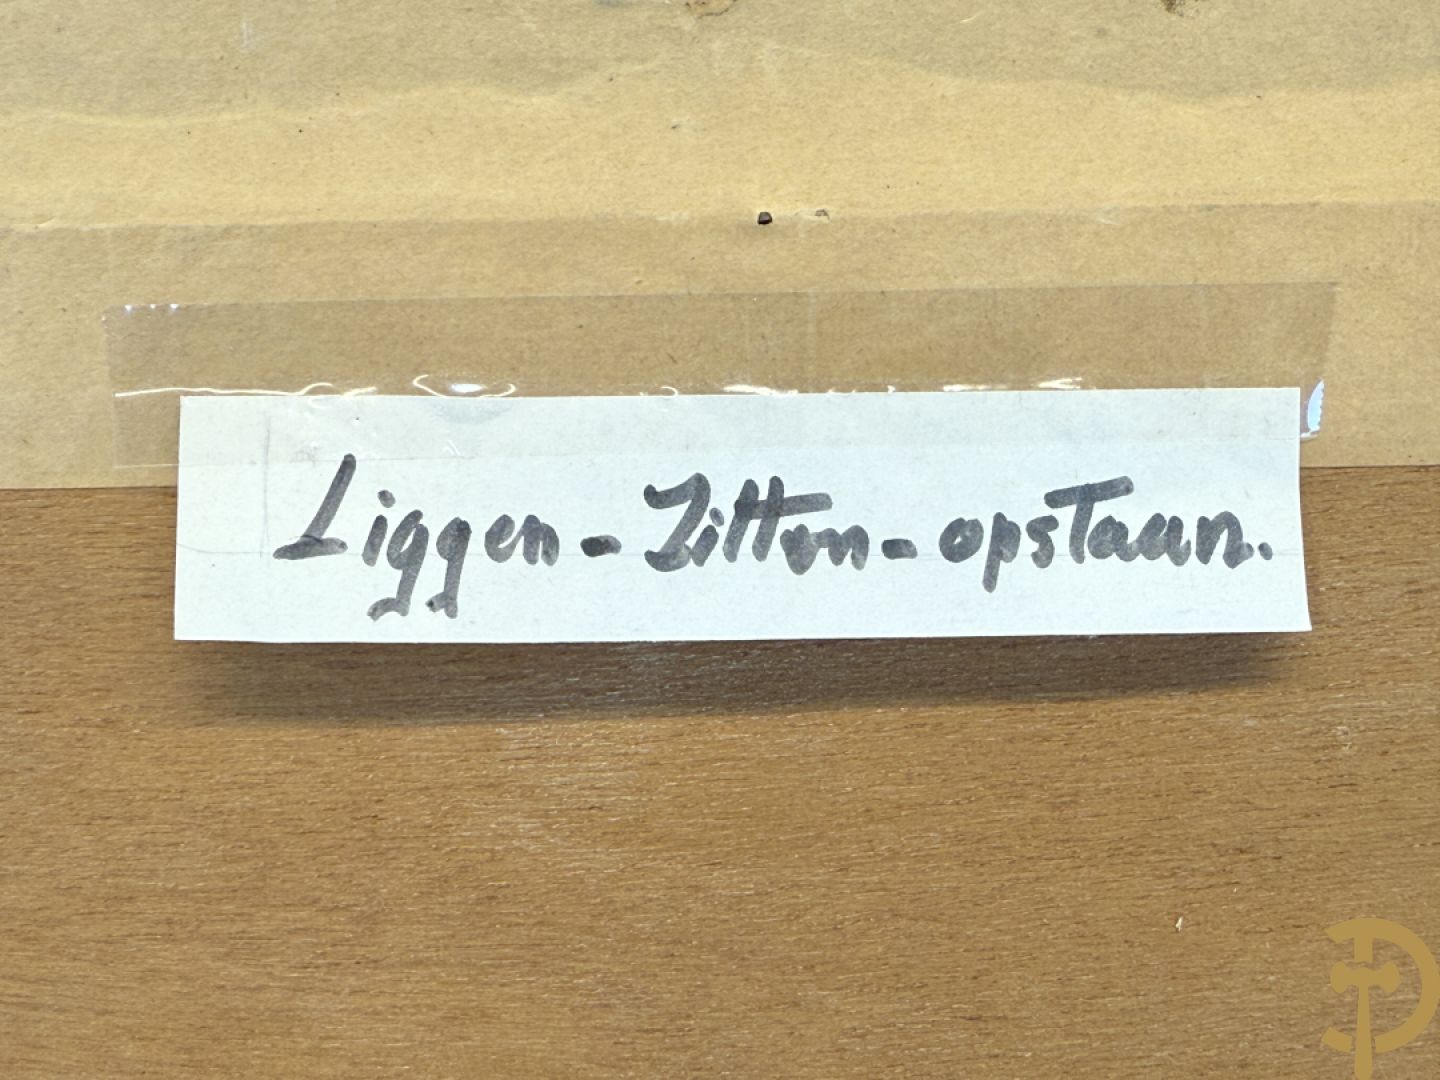 Liggen - Zitten - opstaan.